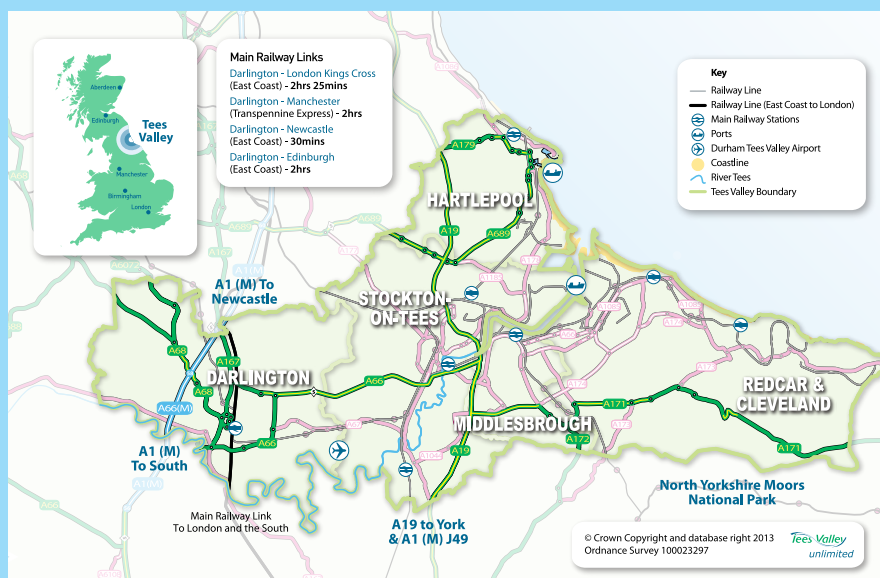 Aberdeen
Edinburgh
Tees
Valley
Manchester
Birmingham
London
Main Railway Links
Darlington - London Kings Cross
(East Coast) - 2hrs 25mins
Darlington - Manchester
(Transpennine Express) - 2hrs
Darlington - Newcastle
(East Coast) - 30mins
Darlington - Edinburgh
(East Coast) - 2hrs
Key
Railway Line
Railway Line (East Coast to London)
Main Railway Stations
Ports
Durham Tees Valley Airport
Coastline
River Tees
Tees Valley Boundary
A179
HARTLEPOOL
A19
A689
A1 (M) To
Newcastle
STOCKTON-
ON-TEES
A68
A167
DARLINGTON
A66
A68
A66(M)
A66
A1 (M)
To South
A1(M)
Main Railway Link
To London and the South
MIDDLESBROUGH
A19
A172
A171
REDCAR &
CLEVELAND
A171
A19 to York
& A1 (M) J49
North Yorkshire Moors
National Park
© Crown Copyright and database right 2013
Ordnance Survey 100023297
Tees Valley
unlimited